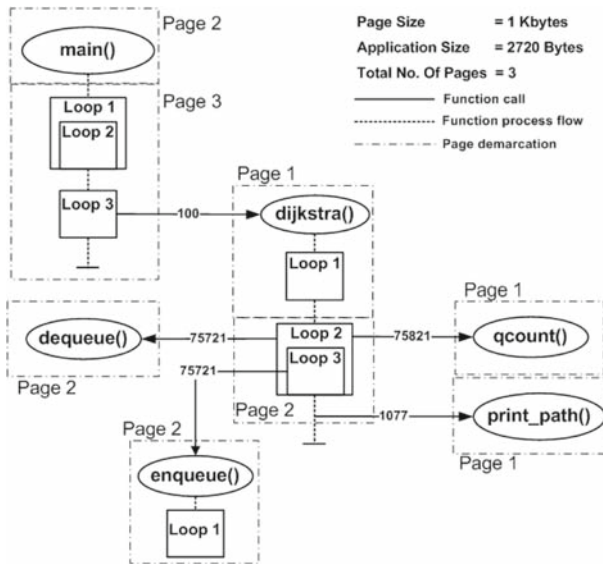 Page 2
main()
Page Size = 1 Kbytes
Application Size = 2720 Bytes
Total No. Of Pages = 3
Function call
Function process flow
Page demarcation
Page 3
Loop 1
Loop 2
Loop 3
100
Page 1
dijkstra()
Loop 1
Page 1
dequeue()
75721
Loop 2
75821
qcount()
75721
Loop 3
Page 2
Page 2
Page 2
1077
print_path()
Page 1
enqueue()
Loop 1